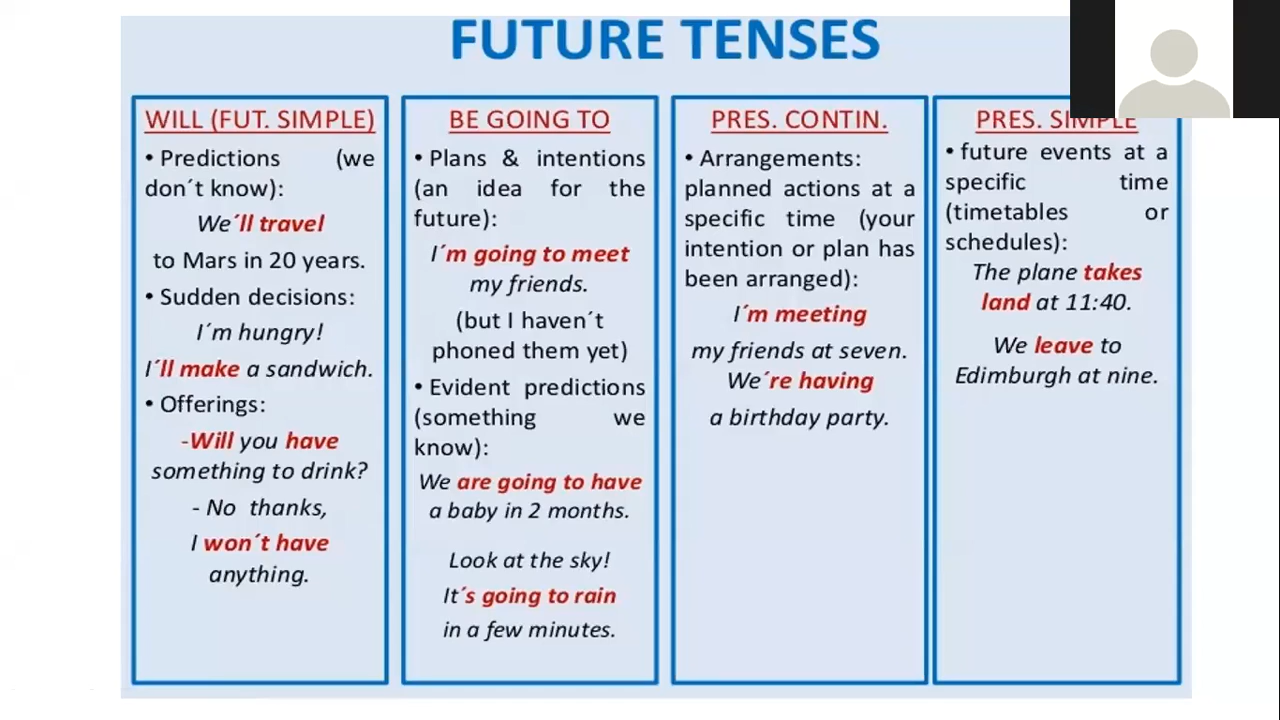 FUTURE TENSES
WILL (FUT. SIMPLE)
• Predictions (we
don´t know):
We´ll travel
to Mars in 20 years.
• Sudden decisions:
I´m hungry!
I´ll make a sandwich.
• Offerings:
-Will you have
something to drink?
- No thanks,
I won´t have
anything.
BE GOING TO
• Plans & intentions
(an idea for the
future):
I´m going to meet
my friends.
(but I haven´t
phoned them yet)
• Evident predictions
(something we
know):
We are going to have
a baby in 2 months.
Look at the sky!
It´s going to rain
in a few minutes.
PRES. CONTIN.
• Arrangements:
planned actions at a
specific time (your
intention or plan has
been arranged):
I´m meeting
my friends at seven.
We´re having
a birthday party.
PRES. SIMPLE
• future events at a
specific time
(timetables or
schedules):
The plane takes
land at 11:40.
We leave to
Edimburgh at nine.